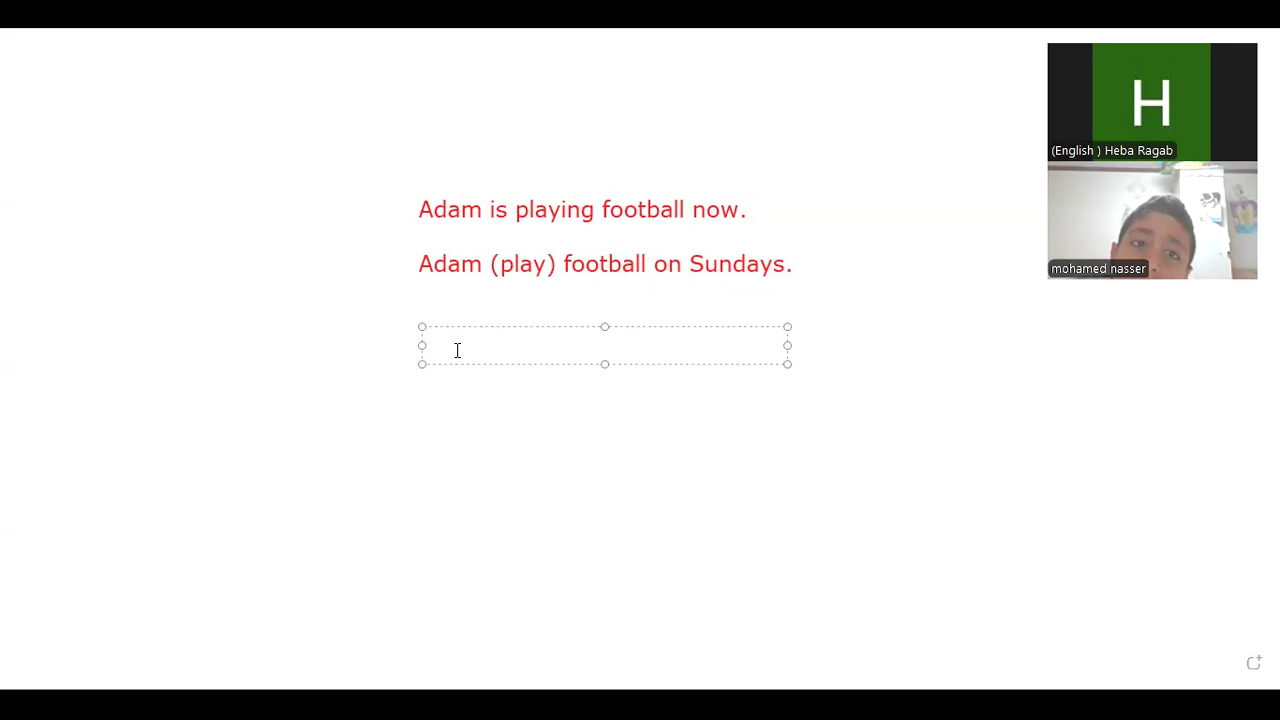 H
(English ) Heba Ragab
Adam is playing football now.
Adam (play) football on Sundays.
mohamed nasser